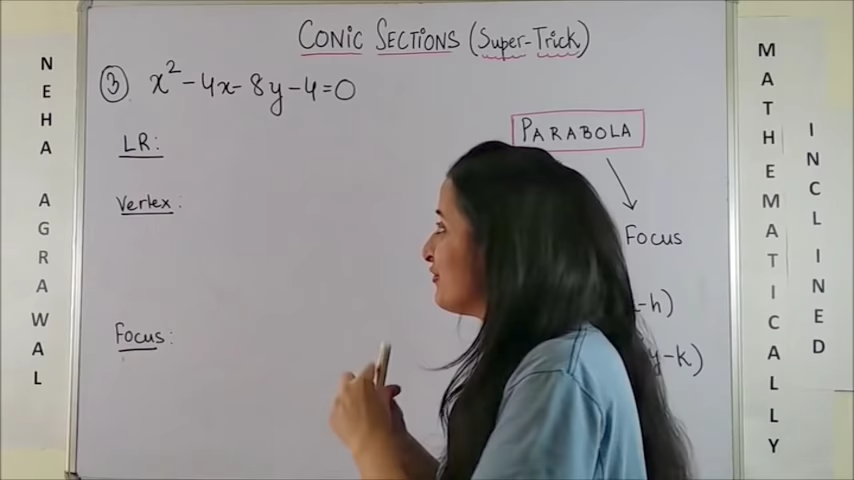 CONIC SECTIONS (Super-Trick)
③ x² - 4x - 8y - 4 = 0
PARABOLA
LR:
Vertex:
Focus
-h)
Focus:
y-k)
NEHA AGRAWAL
MATHEMATICALLY
INCLINED